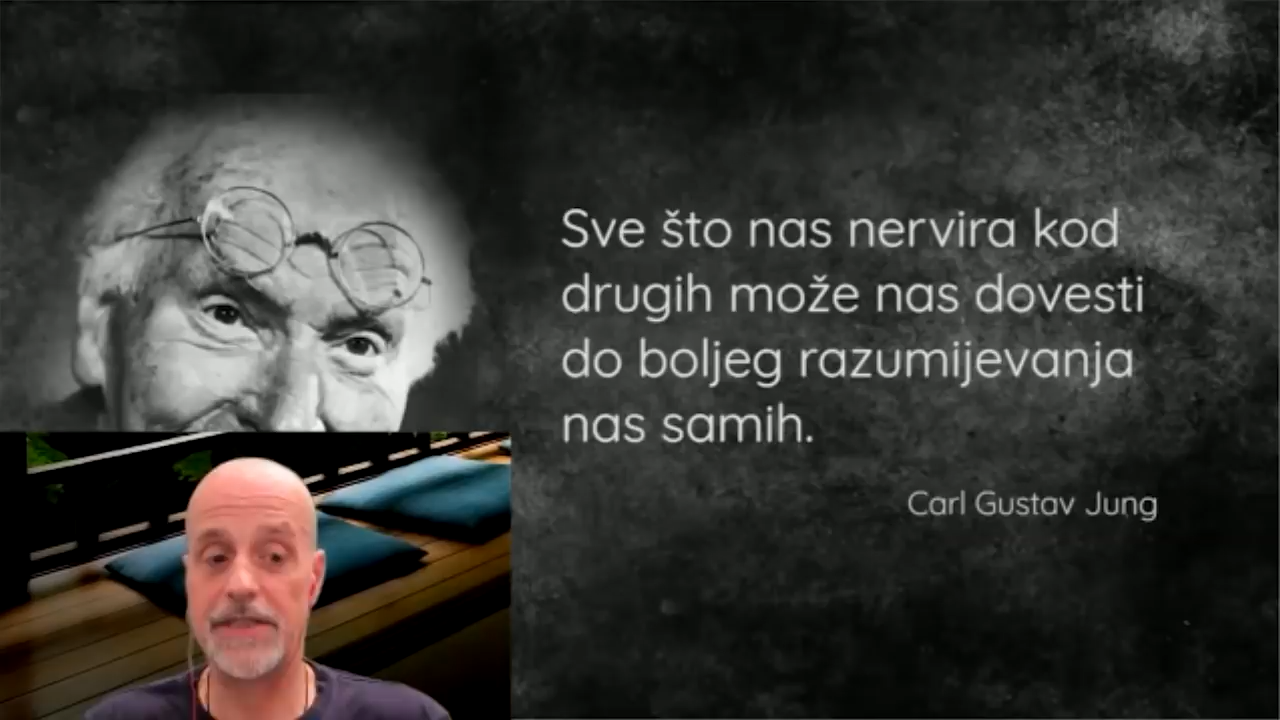 Sve što nas nervira kod
drugih može nas dovesti
do boljeg razumijevanja
nas samih.
Carl Gustav Jung